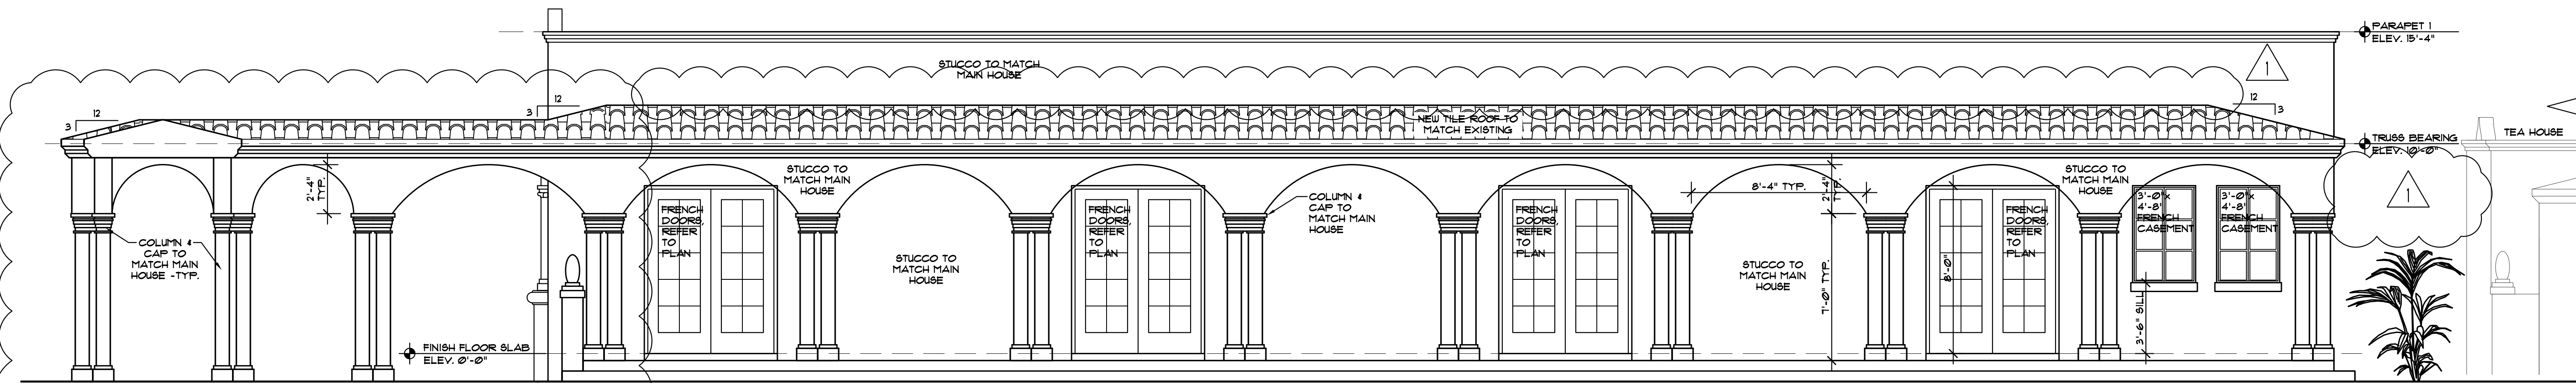 PARAPET 1
ELEV. 15'-4"
1
STUCCO TO MATCH
MAIN HOUSE
12
3
12
3
12
3
NEW TILE ROOF TO
MATCH EXISTING
TRUSS BEARING
ELEV. 10'-0"
TEA HOUSE
2'-4"
TYP.
STUCCO TO
MATCH MAIN
HOUSE
8'-4" TYP.
2'-4"
TYP.
STUCCO TO
MATCH MAIN
HOUSE
1
COLUMN &
CAP TO
MATCH MAIN
HOUSE -TYP.
FRENCH
DOORS,
REFER
TO
PLAN
STUCCO TO
MATCH MAIN
HOUSE
FRENCH
DOORS,
REFER
TO
PLAN
COLUMN &
CAP TO
MATCH MAIN
HOUSE
FRENCH
DOORS,
REFER
TO
PLAN
STUCCO TO
MATCH MAIN
HOUSE
7'-0" TYP.
8'-0"
FRENCH
DOORS,
REFER
TO
PLAN
3'-0"x
4'-8"
FRENCH
CASEMENT
3'-0"x
4'-8"
FRENCH
CASEMENT
3'-6" SILL
FINISH FLOOR SLAB
ELEV. 0'-0"